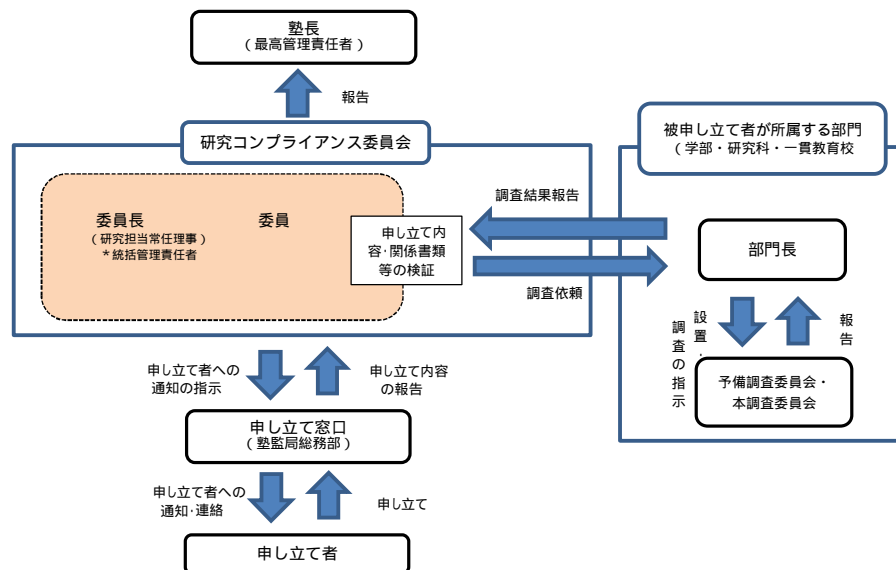 塾長
（最高管理責任者）
報告
研究コンプライアンス委員会
被申し立て者が所属する部門
（学部・研究科・一貫教育校
委員長
（研究担当常任理事）
＊統括管理責任者
委員
申し立て内
容・関係書類
等の検証
調査結果報告
調査依頼
部門長
設置・
調査の指示
報告
予備調査委員会・
本調査委員会
申し立て者への
通知の指示
申し立て内容
の報告
申し立て窓口
（塾監局総務部）
申し立て者への
通知・連絡
申し立て
申し立て者